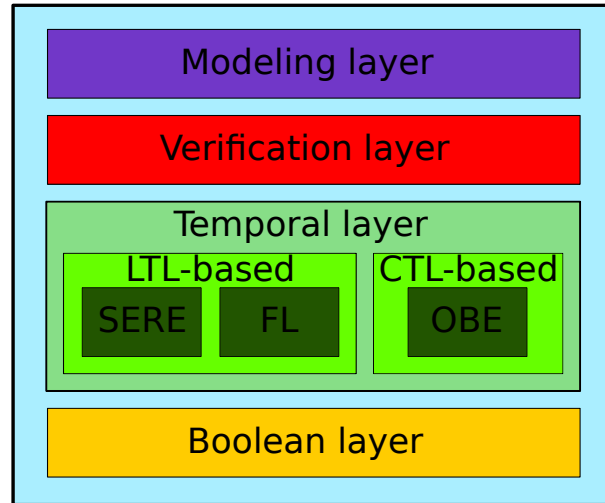 Modeling layer
Verification layer
Temporal layer
LTL-based CTL-based
SERE FL OBE
Boolean layer